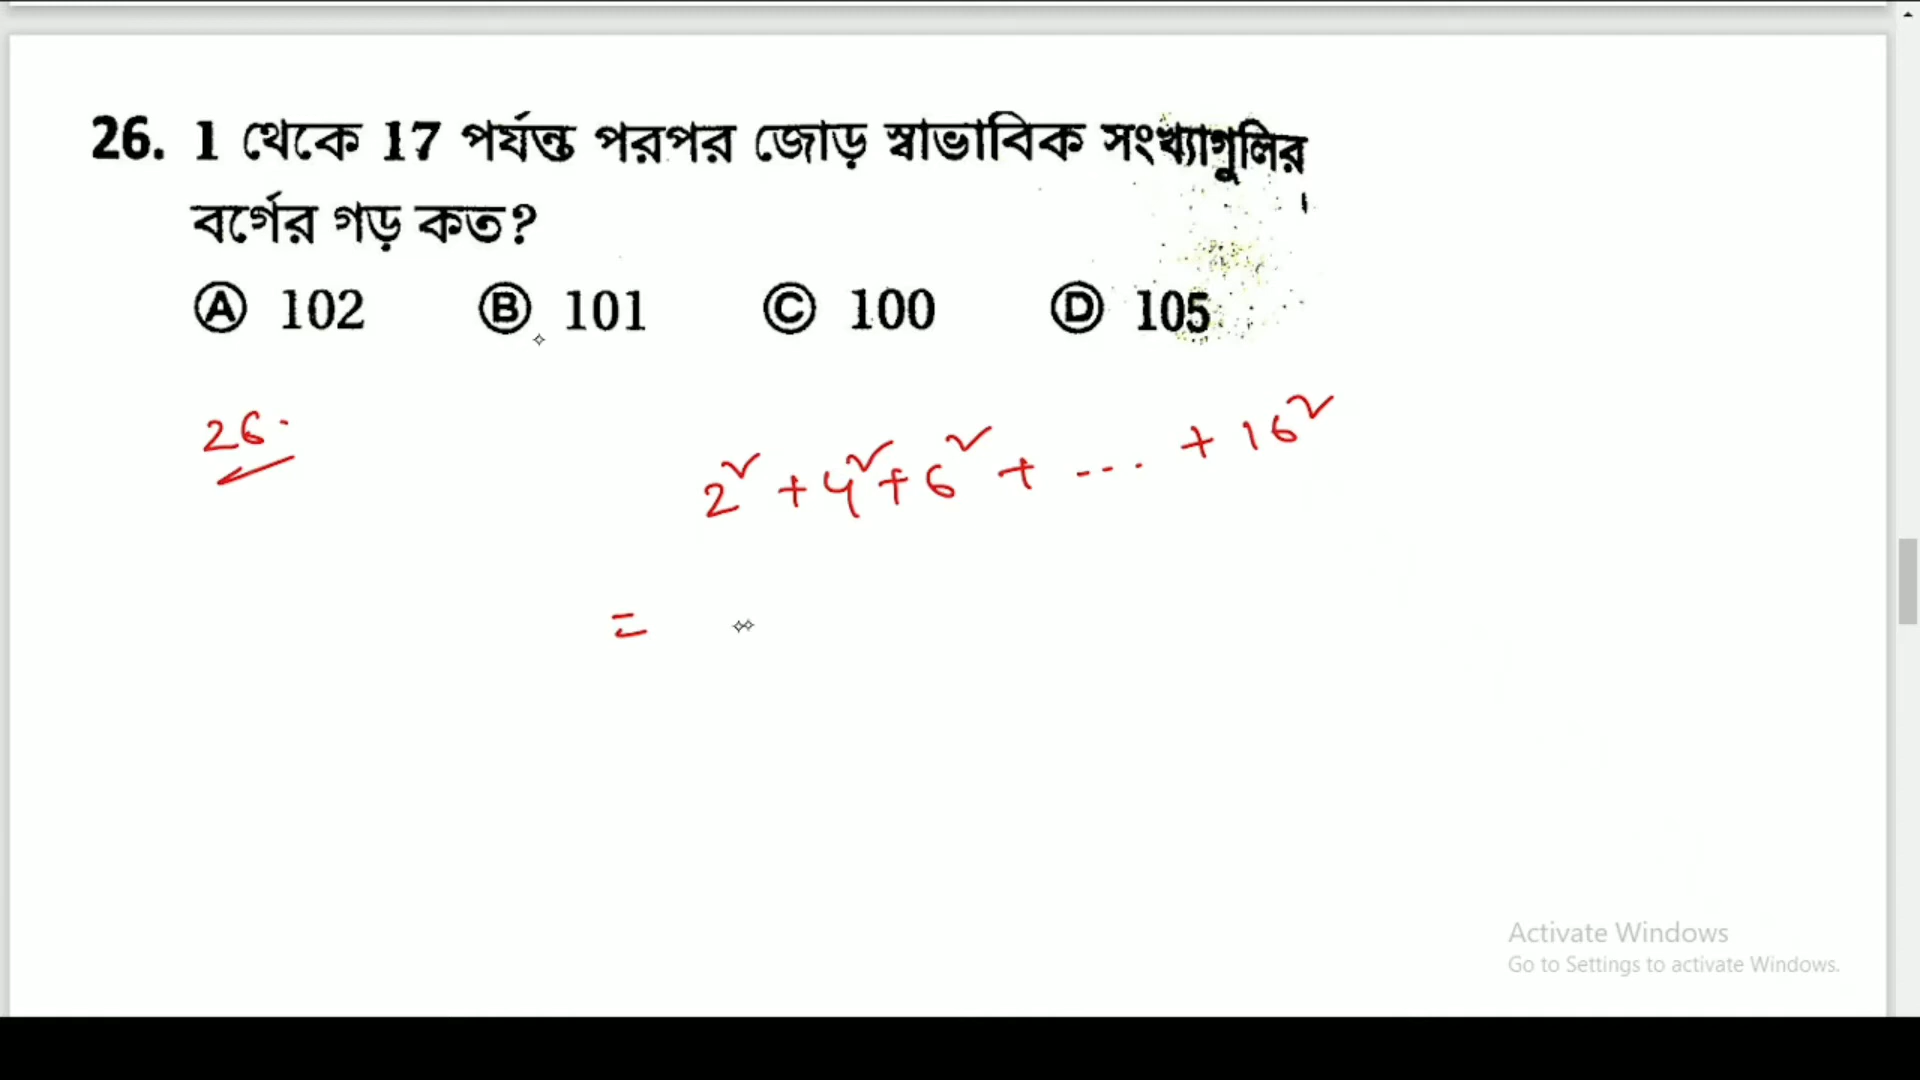 26. 1 থেকে 17 পর্যন্ত পরপর জোড় স্বাভাবিক সংখ্যাগুলির
বর্গের গড় কত?
Ⓐ 102 Ⓑ 101 Ⓒ 100 Ⓓ 105
26.
2² + 4² + 6² + --- + 16²
=
Activate Windows
Go to Settings to activate Windows.